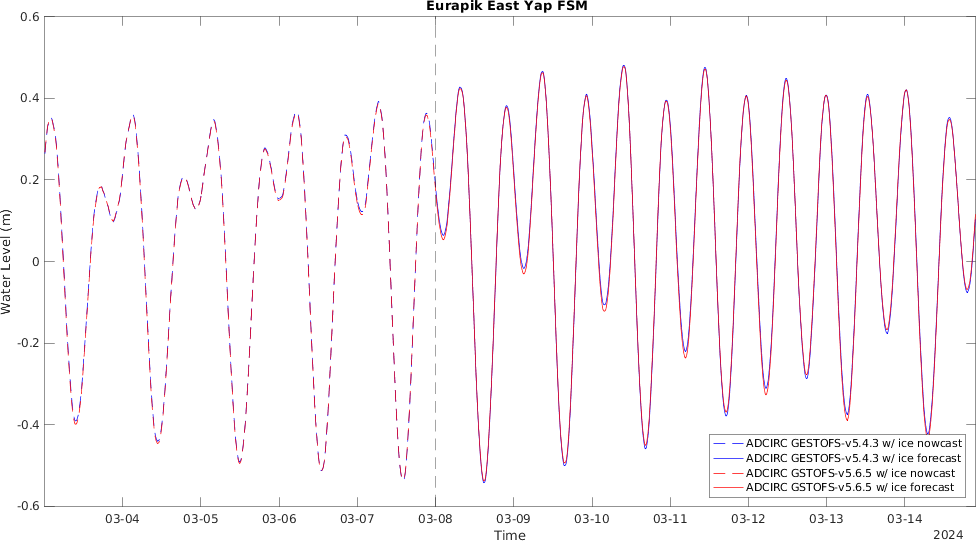 Eurapik East Yap FSM
0.6
0.4
0.2
0
-0.2
-0.4
-0.6
Water Level (m)
03-04 03-05 03-06 03-07 03-08 03-09 03-10 03-11 03-12 03-13 03-14
Time
2024
ADCIRC GESTOFS-v5.4.3 w/ ice nowcast
ADCIRC GESTOFS-v5.4.3 w/ ice forecast
ADCIRC GSTOFS-v5.6.5 w/ ice nowcast
ADCIRC GSTOFS-v5.6.5 w/ ice forecast